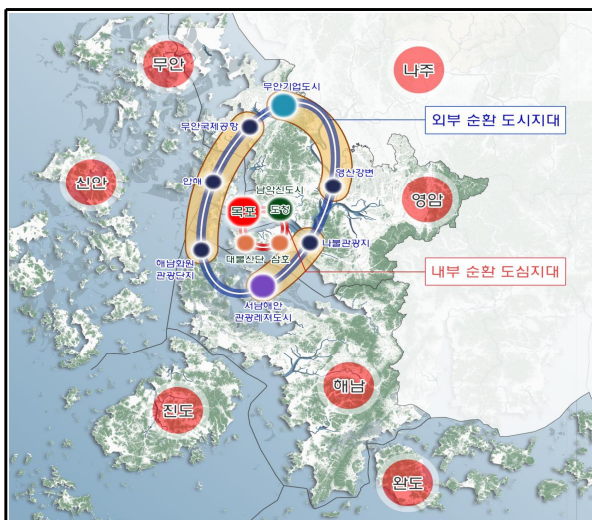 무안
나주
무안기업도시
외부 순환 도시지대
무안국제공항
신안
압해
영산강변
남악신도시
영암
목포
도청
대불산단
삼호
나불관광지
해남화원
관광단지
내부 순환 도심지대
서남해안
관광레져도시
해남
진도
완도